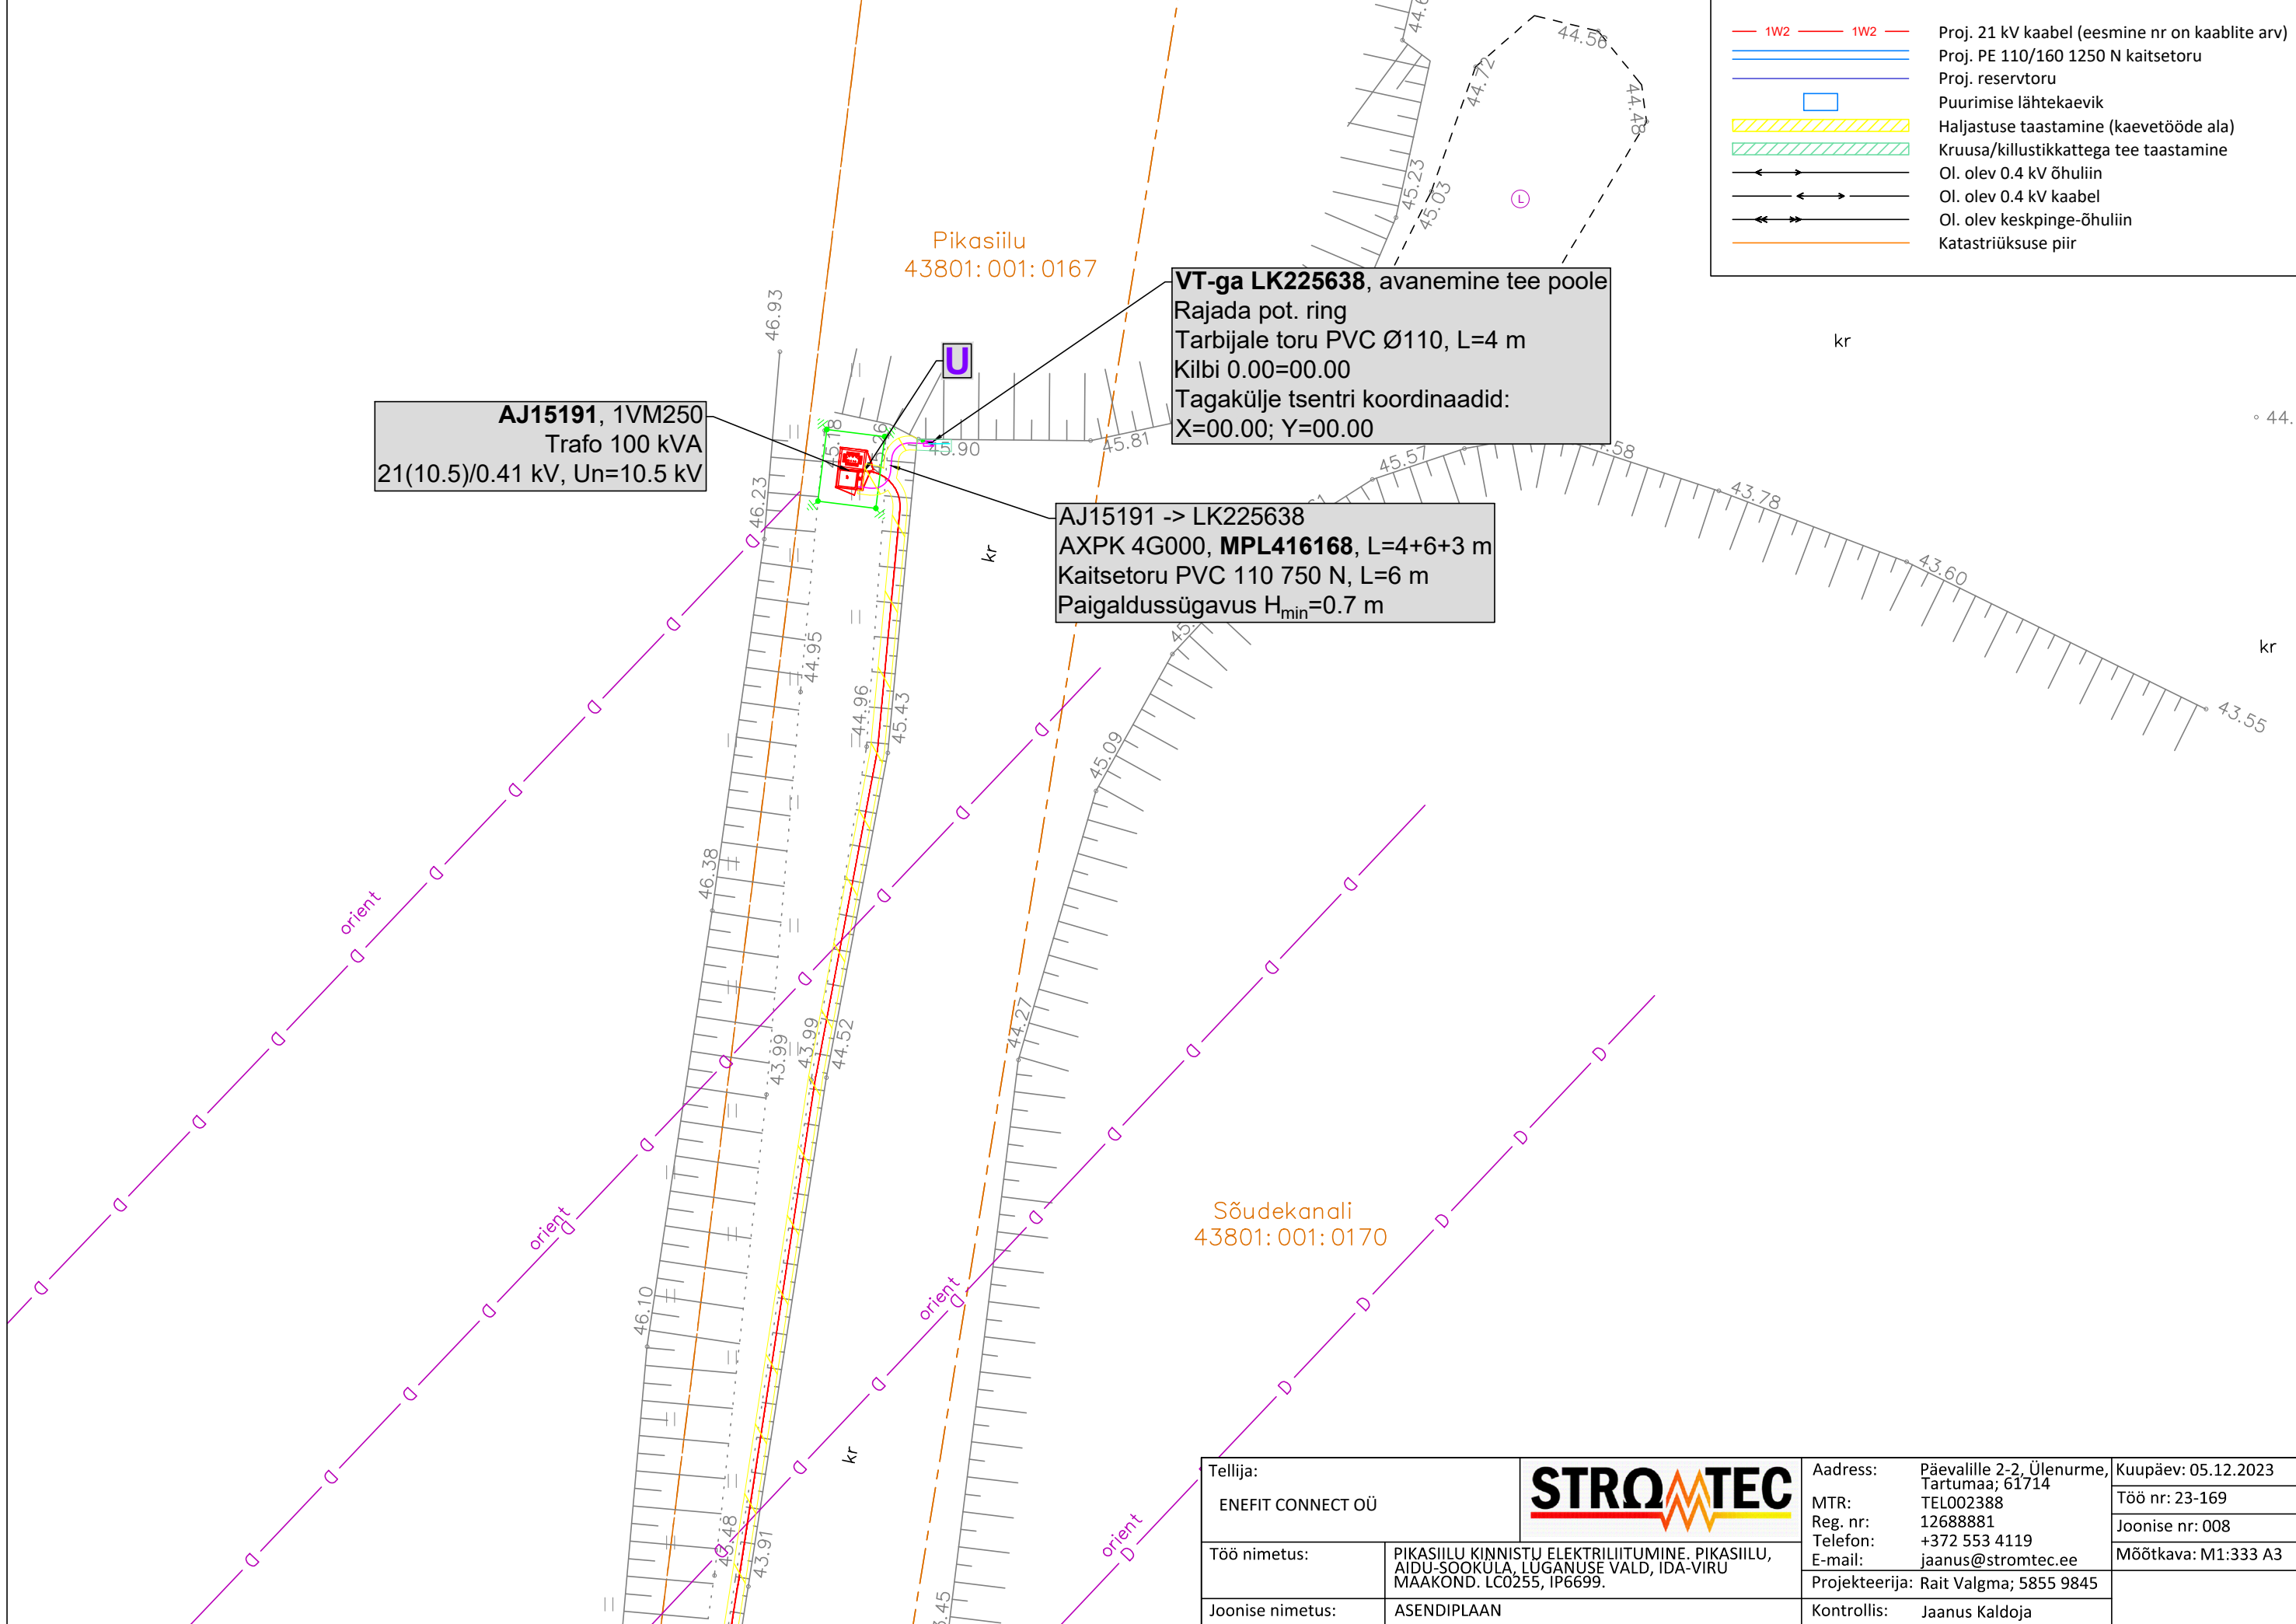 1W2 1W2 Proj. 21 kV kaabel (eesmine nr on kaablite arv)
Proj. PE 110/160 1250 N kaitsetoru
Proj. reservtoru
Puurimise lähtekaevik
Haljastuse taastamine (kaevetööde ala)
Kruusa/killustikkattega tee taastamine
Ol. olev 0.4 kV õhuliin
Ol. olev 0.4 kV kaabel
Ol. olev keskpinge-õhuliin
Katastriüksuse piir
44.56
44.72
44.48
45.23
45.03
L
Pikasiilu
43801:001:0167
46.93
VT-ga LK225638, avanemine tee poole
Rajada pot. ring
Tarbijale toru PVC Ø110, L=4 m
Kilbi 0.00=00.00
Tagakülje tsentri koordinaadid:
X=00.00; Y=00.00
kr
U
AJ15191, 1VM250
Trafo 100 kVA
21(10.5)/0.41 kV, Un=10.5 kV
45.18
45.90
45.81
45.57
44.
43.78
46.23
AJ15191 -> LK225638
AXPK 4G000, MPL416168, L=4+6+3 m
Kaitsetoru PVC 110 750 N, L=6 m
Paigaldussügavus Hmin=0.7 m
kr
43.60
kr
43.55
44.95
44.96
45.43
45.09
46.38
orient
44.27
43.99
43.99
44.52
orient
Sõudekanali
43801:001:0170
orient
46.10
kr
orient
43.91
Tellija:
ENEFIT CONNECT OÜ
STROMTEC
Aadress: Päevalille 2-2, Ülenurme,
Tartumaa; 61714
MTR: TEL002388
Reg. nr: 12688881
Telefon: +372 553 4119
E-mail: jaanus@stromtec.ee
Projekteerija: Rait Valgma; 5855 9845
Kontrollis: Jaanus Kaldoja
Kuupäev: 05.12.2023
Töö nr: 23-169
Joonise nr: 008
Mõõtkava: M1:333 A3
Töö nimetus: PIKASIILU KINNISTU ELEKTRILIITUMINE. PIKASIILU,
AIDU-SOOKÜLA, LÜGANUSE VALD, IDA-VIRU
MAAKOND. LC0255, IP6699.
Joonise nimetus: ASENDIPLAAN